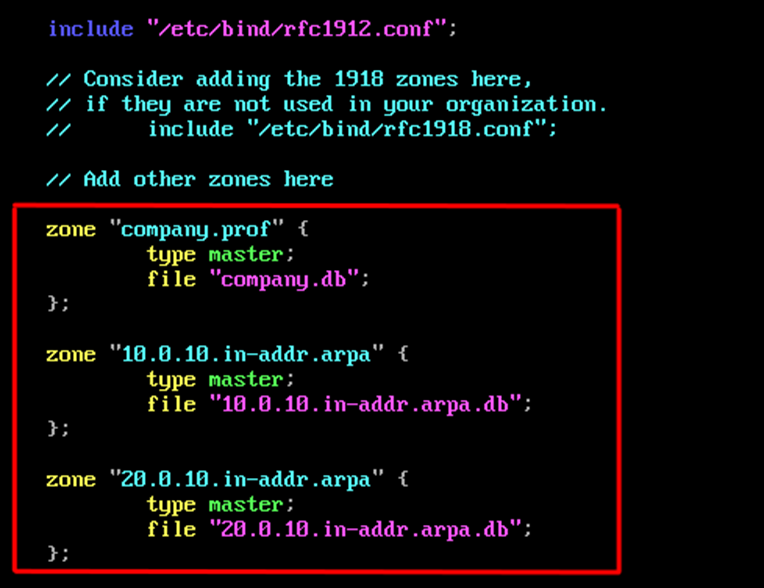 include "/etc/bind/rfc1912.conf";
// Consider adding the 1918 zones here,
// if they are not used in your organization.
//      include "/etc/bind/rfc1918.conf";
// Add other zones here
zone "company.prof" {
        type master;
        file "company.db";
};
zone "10.0.10.in-addr.arpa" {
        type master;
        file "10.0.10.in-addr.arpa.db";
};
zone "20.0.10.in-addr.arpa" {
        type master;
        file "20.0.10.in-addr.arpa.db";
};